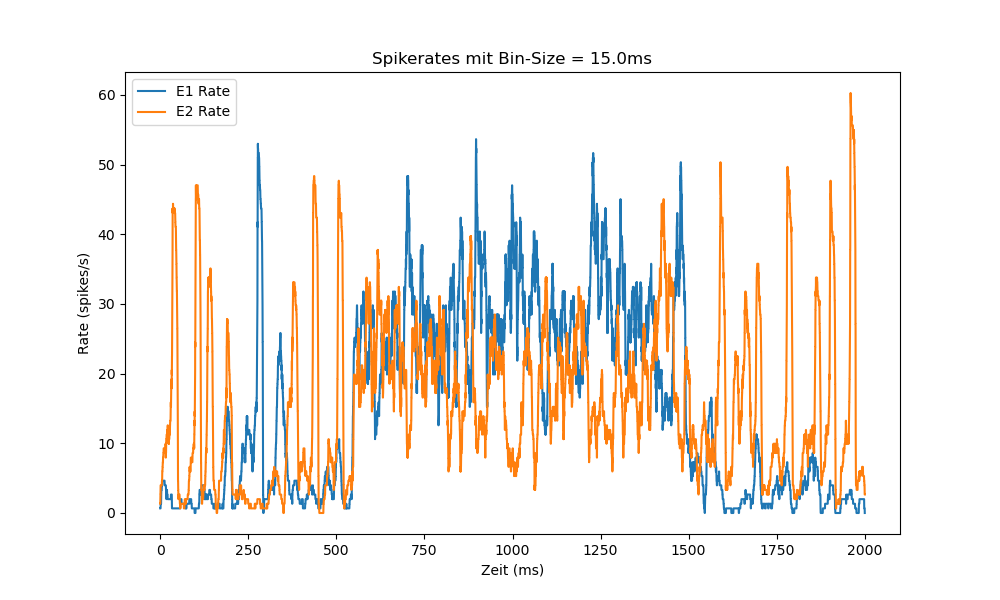 Spikerates mit Bin-Size = 15.0ms
E1 Rate
E2 Rate
Rate (spikes/s)
60
50
40
30
20
10
0
0 250 500 750 1000 1250 1500 1750 2000
Zeit (ms)